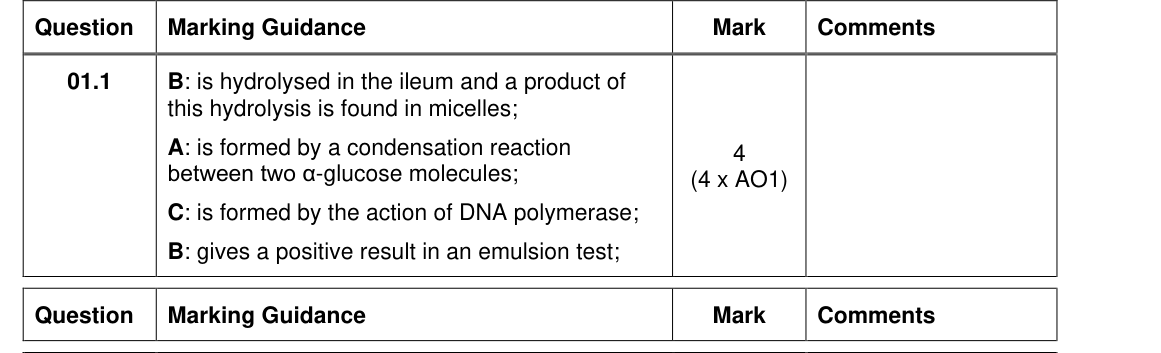 Question Marking Guidance Mark Comments
01.1 B: is hydrolysed in the ileum and a product of
this hydrolysis is found in micelles;
A: is formed by a condensation reaction
between two α-glucose molecules;
4
(4 x AO1)
C: is formed by the action of DNA polymerase;
B: gives a positive result in an emulsion test;
Question Marking Guidance Mark Comments